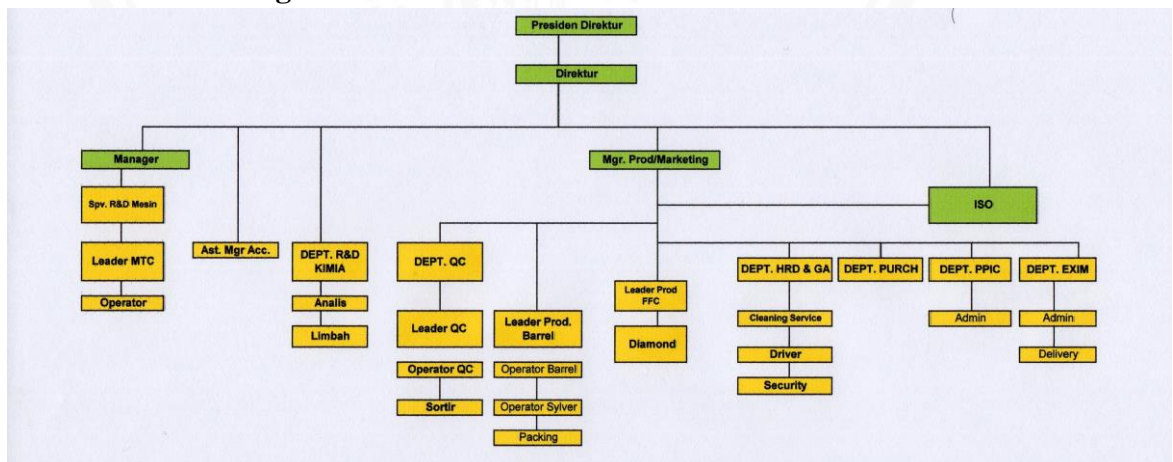 Presiden Direktur
Direktur
Manager
Mgr. Prod/Marketing
Spv. R&D Mesin
ISO
Leader MTC
Ast. Mgr Acc.
DEPT. R&D
KIMIA
DEPT. QC
DEPT. HRD & GA
DEPT. PURCH
DEPT. PPIC
DEPT. EXIM
Operator
Analis
Limbah
Leader QC
Leader Prod.
Barrel
Leader Prod
FFC
Diamond
Cleaning Service
Admin
Admin
Operator QC
Operator Barrel
Driver
Delivery
Sortir
Operator Sylver
Security
Packing